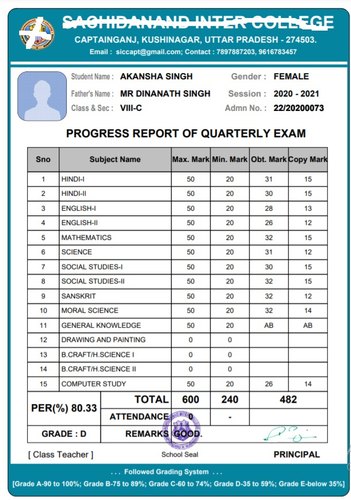 SACHIDANAND INTER COLLEGE
CAPTAINGANJ, KUSHINAGAR, UTTAR PRADESH - 274503.
Email : siccapt@gmail.com; Contact : 7897887203, 9616783457
Student Name : AKANSHA SINGH Gender : FEMALE
Father's Name : MR DINANATH SINGH Session : 2020 - 2021
Class & Sec : VIII-C Admn No. : 22/20200073
PROGRESS REPORT OF QUARTERLY EXAM
Sno Subject Name Max. Mark Min. Mark Obt. Mark Copy Mark
1 HINDI-I 50 20 31 15
2 HINDI-II 50 20 30 15
3 ENGLISH-I 50 20 28 13
4 ENGLISH-II 50 20 26 12
5 MATHEMATICS 50 20 32 15
6 SCIENCE 50 20 31 12
7 SOCIAL STUDIES-I 50 20 30 15
8 SOCIAL STUDIES-II 50 20 32 15
9 SANSKRIT 50 20 32 12
10 MORAL SCIENCE 50 20 32 14
11 GENERAL KNOWLEDGE 50 20 AB AB
12 DRAWING AND PAINTING 0 0
13 B.CRAFT/H.SCIENCE I 0 0
14 B.CRAFT/H.SCIENCE II 0 0
15 COMPUTER STUDY 50 20 26 14
PER(%) 80.33 TOTAL 600 240 482
ATTENDANCE 0 -
GRADE : D REMARKS GOOD.
[ Class Teacher ] School Seal PRINCIPAL
. . . Followed Grading System . . .
[Grade A-90 to 100%; Grade B-75 to 89%; Grade C-60 to 74%; Grade D-35 to 59%; Grade E-below 35%]